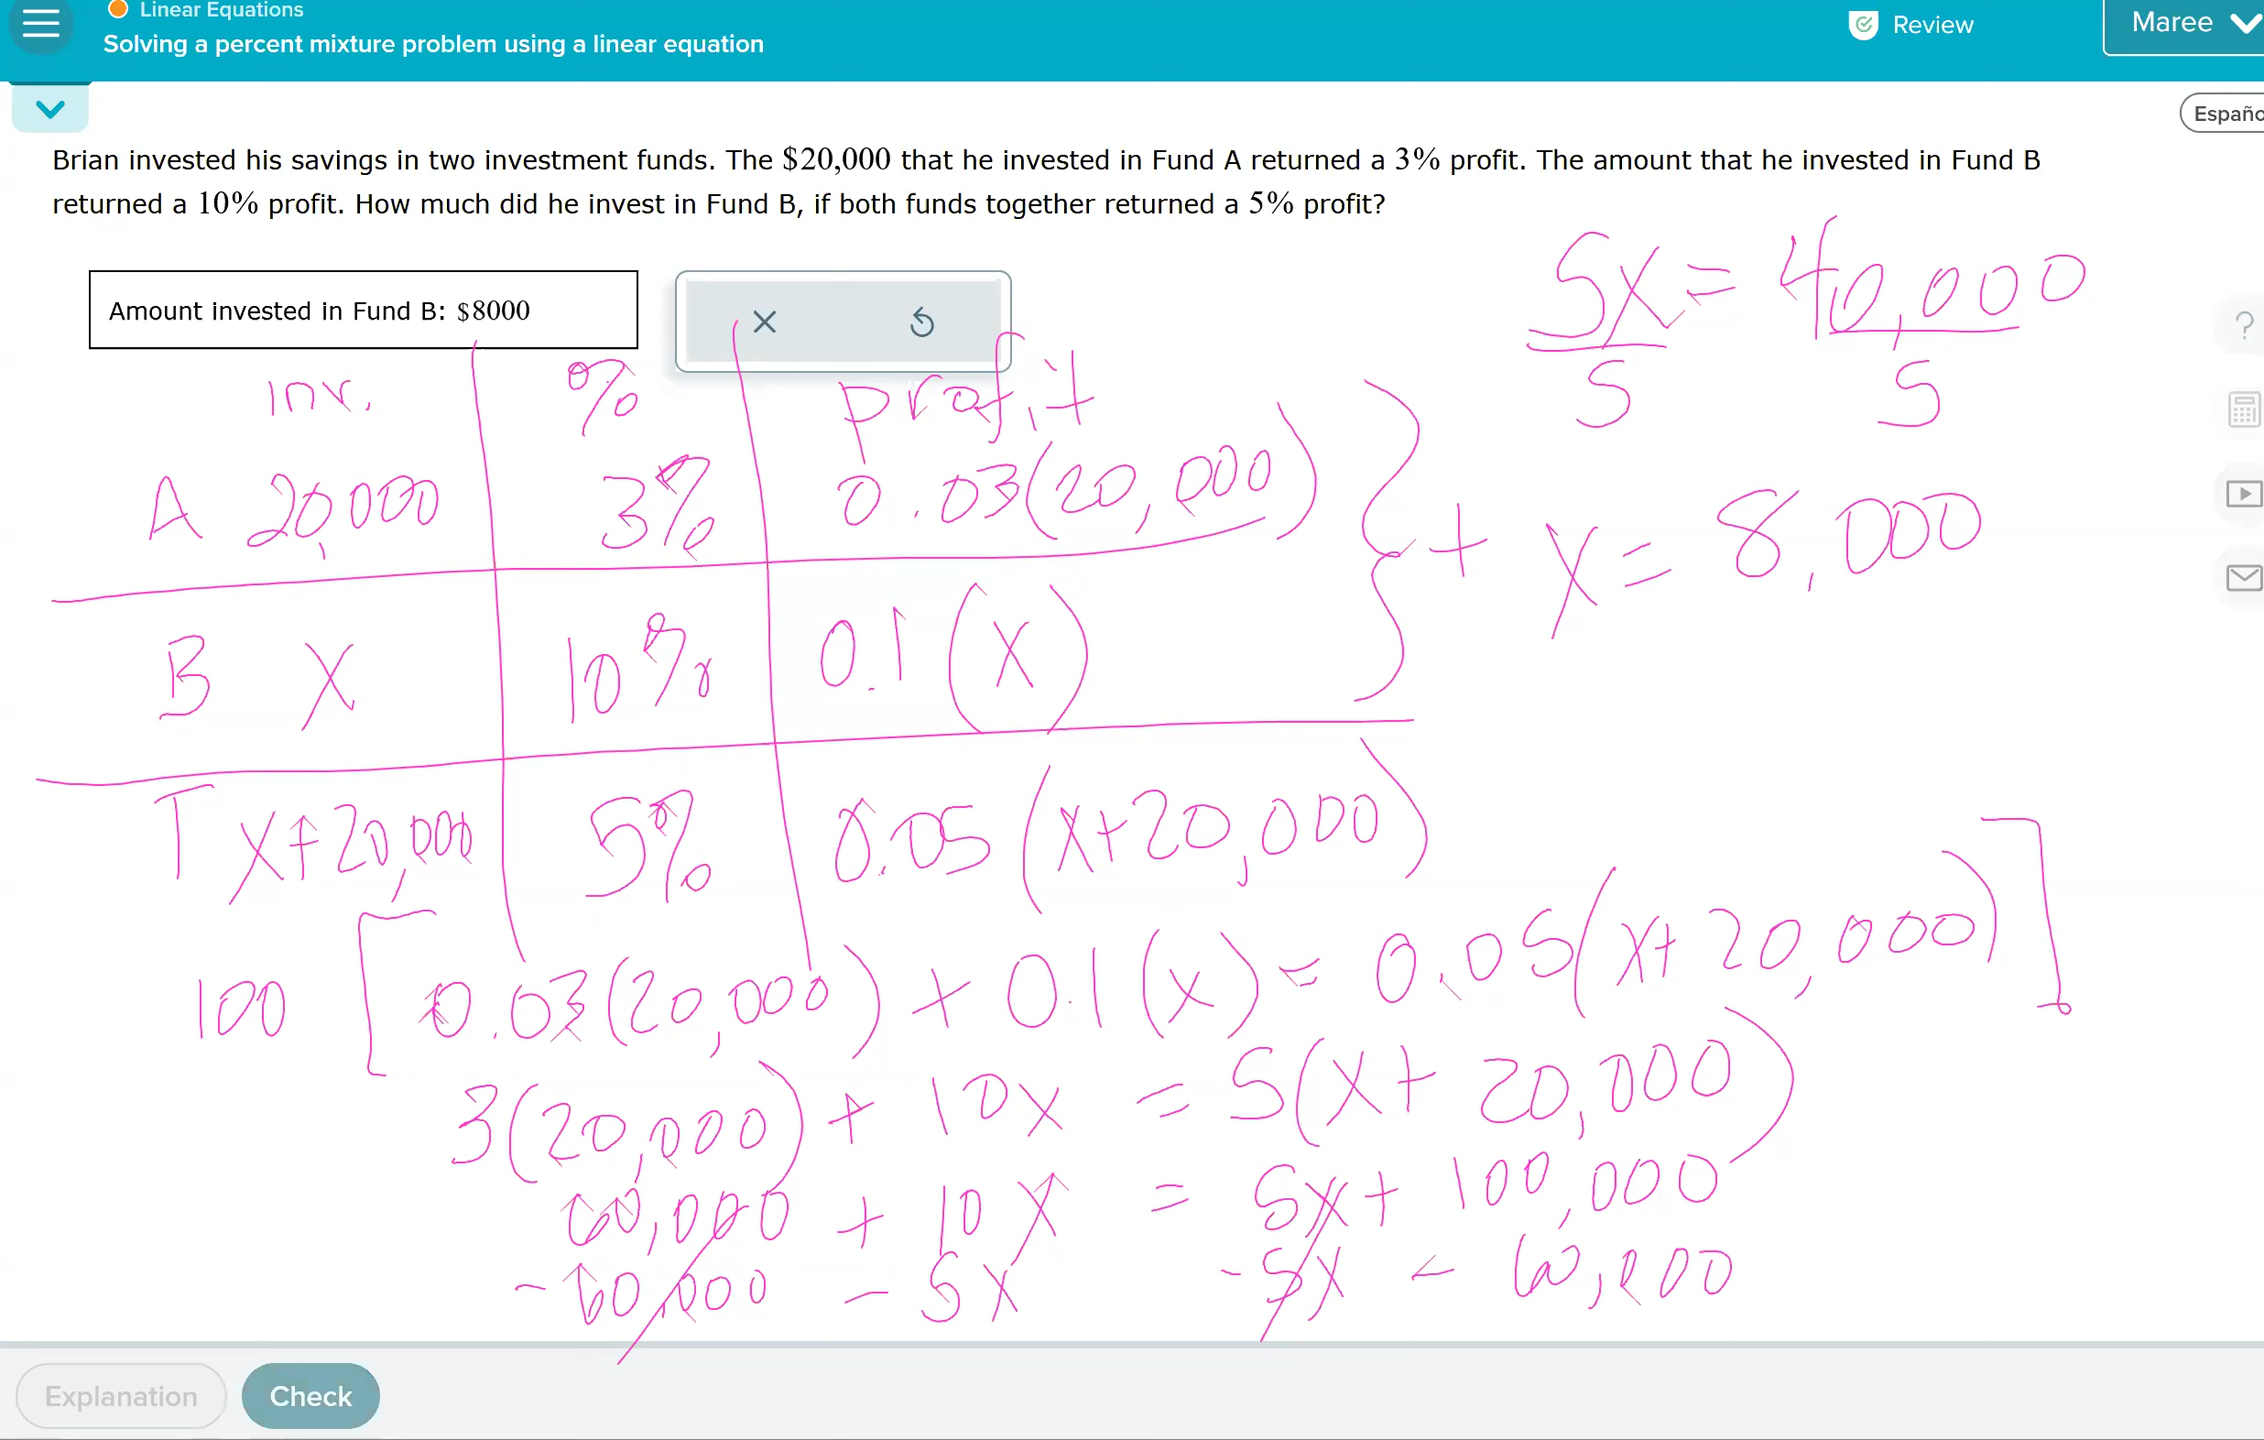 Linear Equations
Solving a percent mixture problem using a linear equation
Review
Maree
Españo
Brian invested his savings in two investment funds. The $20,000 that he invested in Fund A returned a 3% profit. The amount that he invested in Fund B
returned a 10% profit. How much did he invest in Fund B, if both funds together returned a 5% profit?
Amount invested in Fund B: $8000
5x = 40,000
5 5
x = 8,000
inv. % profit
A 20,000 3% 0.03(20,000)
+
B X 10% 0.1(x)
T x+20,000 5% 0.05(x+20,000)
100 [0.03(20,000) + 0.1(x) = 0.05(x+20,000)]
3(20,000) + 10x = 5(x+20,000)
60,000 + 10x = 5x + 100,000
-60,000 - 5x -5x - 60,000
Explanation
Check